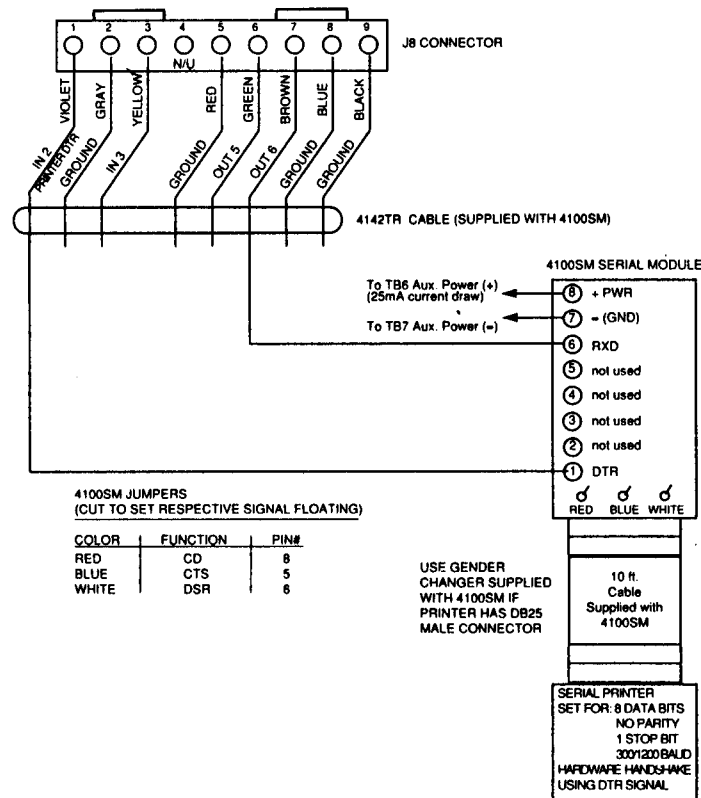 1 2 3 4 5 6 7 8 9
J8 CONNECTOR
N/U
VIOLET
GRAY
YELLOW
RED
GREEN
BROWN
BLUE
BLACK
IN 2
PRINTER DTR
GROUND
IN 3
GROUND
OUT 5
OUT 6
GROUND
GROUND
4142TR CABLE (SUPPLIED WITH 4100SM)
4100SM SERIAL MODULE
To TB6 Aux. Power (+)
(25mA current draw)
To TB7 Aux. Power (-)
8 + PWR
7 - (GND)
6 RXD
5 not used
4 not used
3 not used
2 not used
1 DTR
RED BLUE WHITE
4100SM JUMPERS
(CUT TO SET RESPECTIVE SIGNAL FLOATING)
COLOR FUNCTION PIN#
RED CD 8
BLUE CTS 5
WHITE DSR 6
USE GENDER
CHANGER SUPPLIED
WITH 4100SM IF
PRINTER HAS DB25
MALE CONNECTOR
10 ft.
Cable
Supplied with
4100SM
SERIAL PRINTER
SET FOR: 8 DATA BITS
NO PARITY
1 STOP BIT
300/1200 BAUD
HARDWARE HANDSHAKE
USING DTR SIGNAL